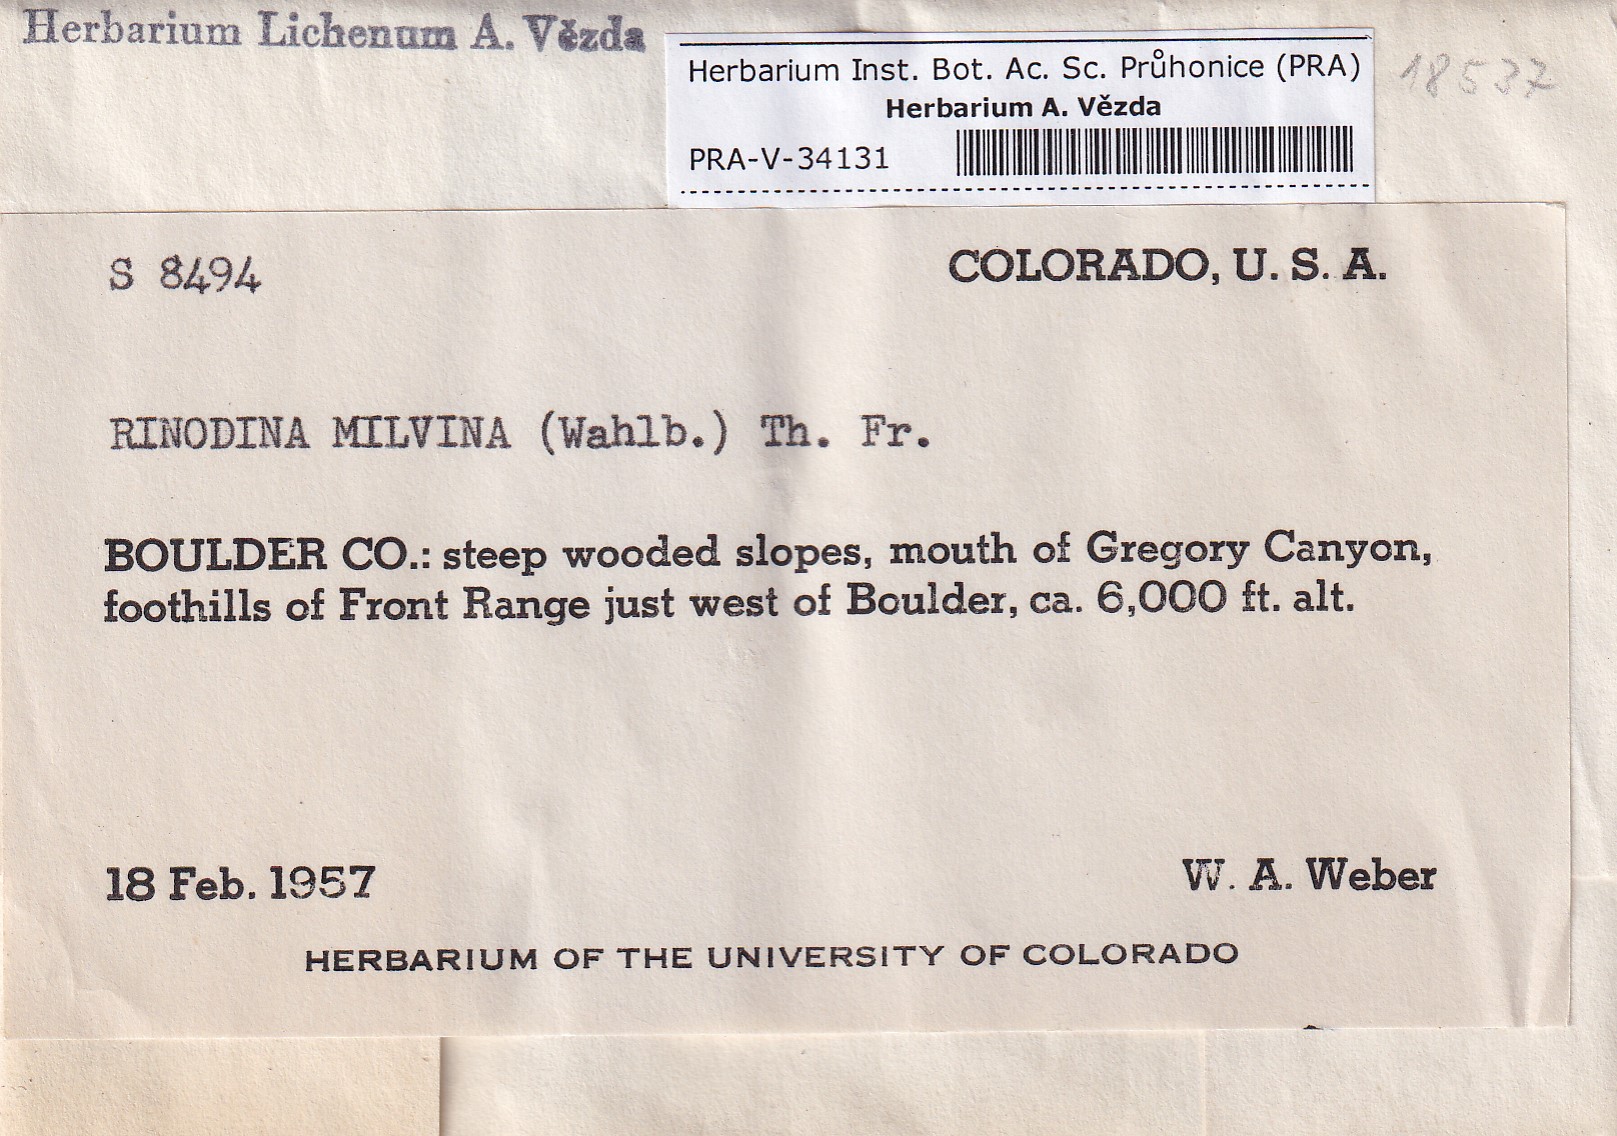 Herbarium Lichenum A. Vězda
Herbarium Inst. Bot. Ac. Sc. Průhonice (PRA)
Herbarium A. Vězda
PRA-V-34131
18537
S 8494
COLORADO, U. S. A.
RINODINA MILVINA (Wahlb.) Th. Fr.
BOULDER CO.: steep wooded slopes, mouth of Gregory Canyon,
foothills of Front Range just west of Boulder, ca. 6,000 ft. alt.
18 Feb. 1957
W. A. Weber
HERBARIUM OF THE UNIVERSITY OF COLORADO